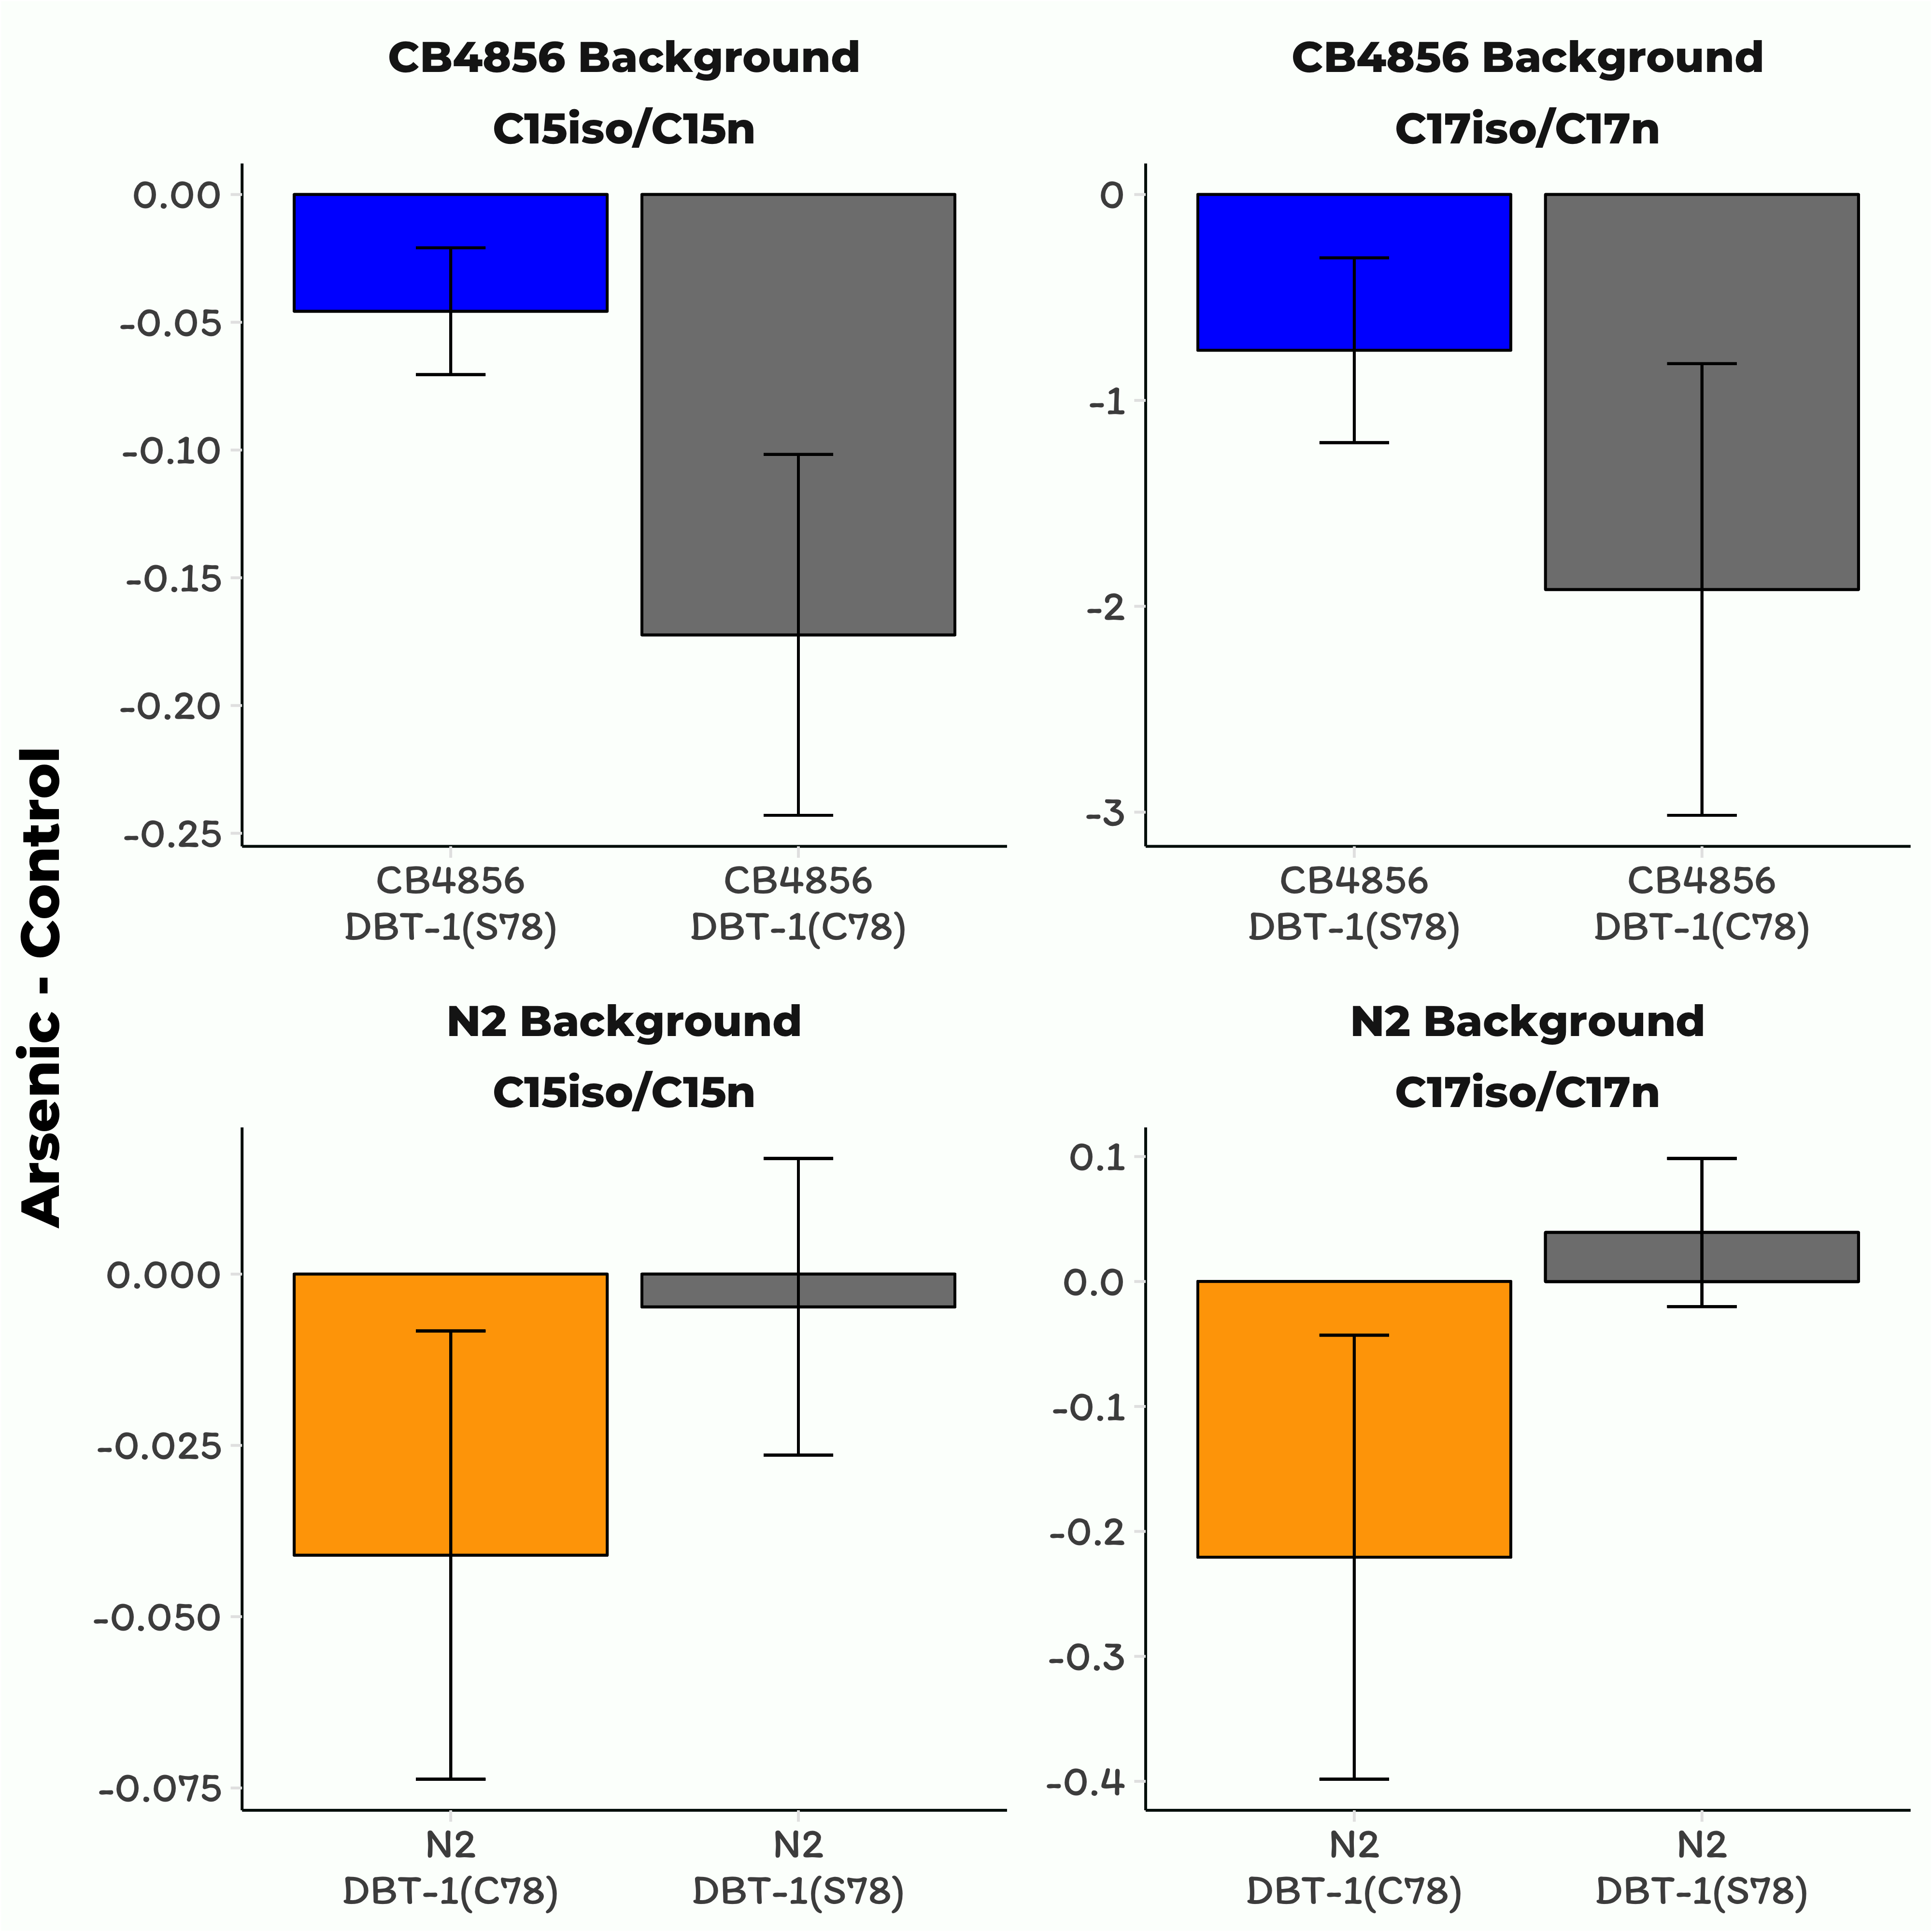 Arsenic - Control
CB4856 Background
C15iso/C15n
0.00
-0.05
-0.10
-0.15
-0.20
-0.25
CB4856
DBT-1(S78)
CB4856
DBT-1(C78)
CB4856 Background
C17iso/C17n
0
-1
-2
-3
CB4856
DBT-1(S78)
CB4856
DBT-1(C78)
N2 Background
C15iso/C15n
0.000
-0.025
-0.050
-0.075
N2
DBT-1(C78)
N2
DBT-1(S78)
N2 Background
C17iso/C17n
0.1
0.0
-0.1
-0.2
-0.3
-0.4
N2
DBT-1(C78)
N2
DBT-1(S78)